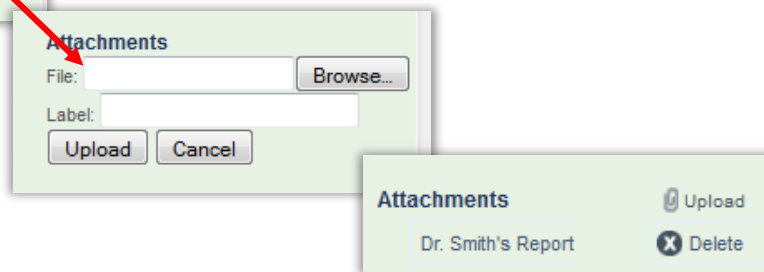 Attachments
File: Browse...
Label:
Upload Cancel
Attachments Upload
Dr. Smith's Report Delete